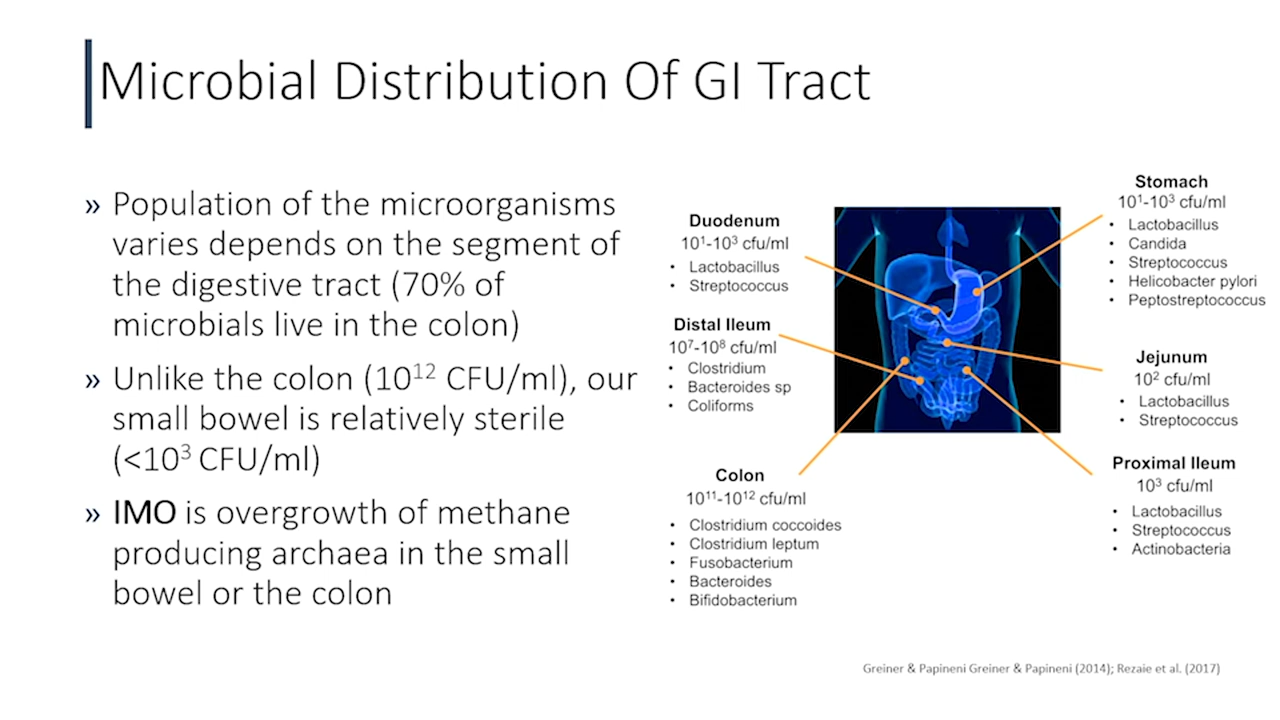 Microbial Distribution Of GI Tract
» Population of the microorganisms
varies depends on the segment of
the digestive tract (70% of
microbials live in the colon)
» Unlike the colon (10¹² CFU/ml), our
small bowel is relatively sterile
(<10³ CFU/ml)
» IMO is overgrowth of methane
producing archaea in the small
bowel or the colon
Duodenum
10¹-10³ cfu/ml
• Lactobacillus
• Streptococcus
Distal Ileum
10⁷-10⁸ cfu/ml
• Clostridium
• Bacteroides sp
• Coliforms
Colon
10¹¹-10¹² cfu/ml
• Clostridium coccoides
• Clostridium leptum
• Fusobacterium
• Bacteroides
• Bifidobacterium
Stomach
10¹-10³ cfu/ml
• Lactobacillus
• Candida
• Streptococcus
• Helicobacter pylori
• Peptostreptococcus
Jejunum
10² cfu/ml
• Lactobacillus
• Streptococcus
Proximal Ileum
10³ cfu/ml
• Lactobacillus
• Streptococcus
• Actinobacteria
Greiner & Papineni Greiner & Papineni (2014); Rezaie et al. (2017)